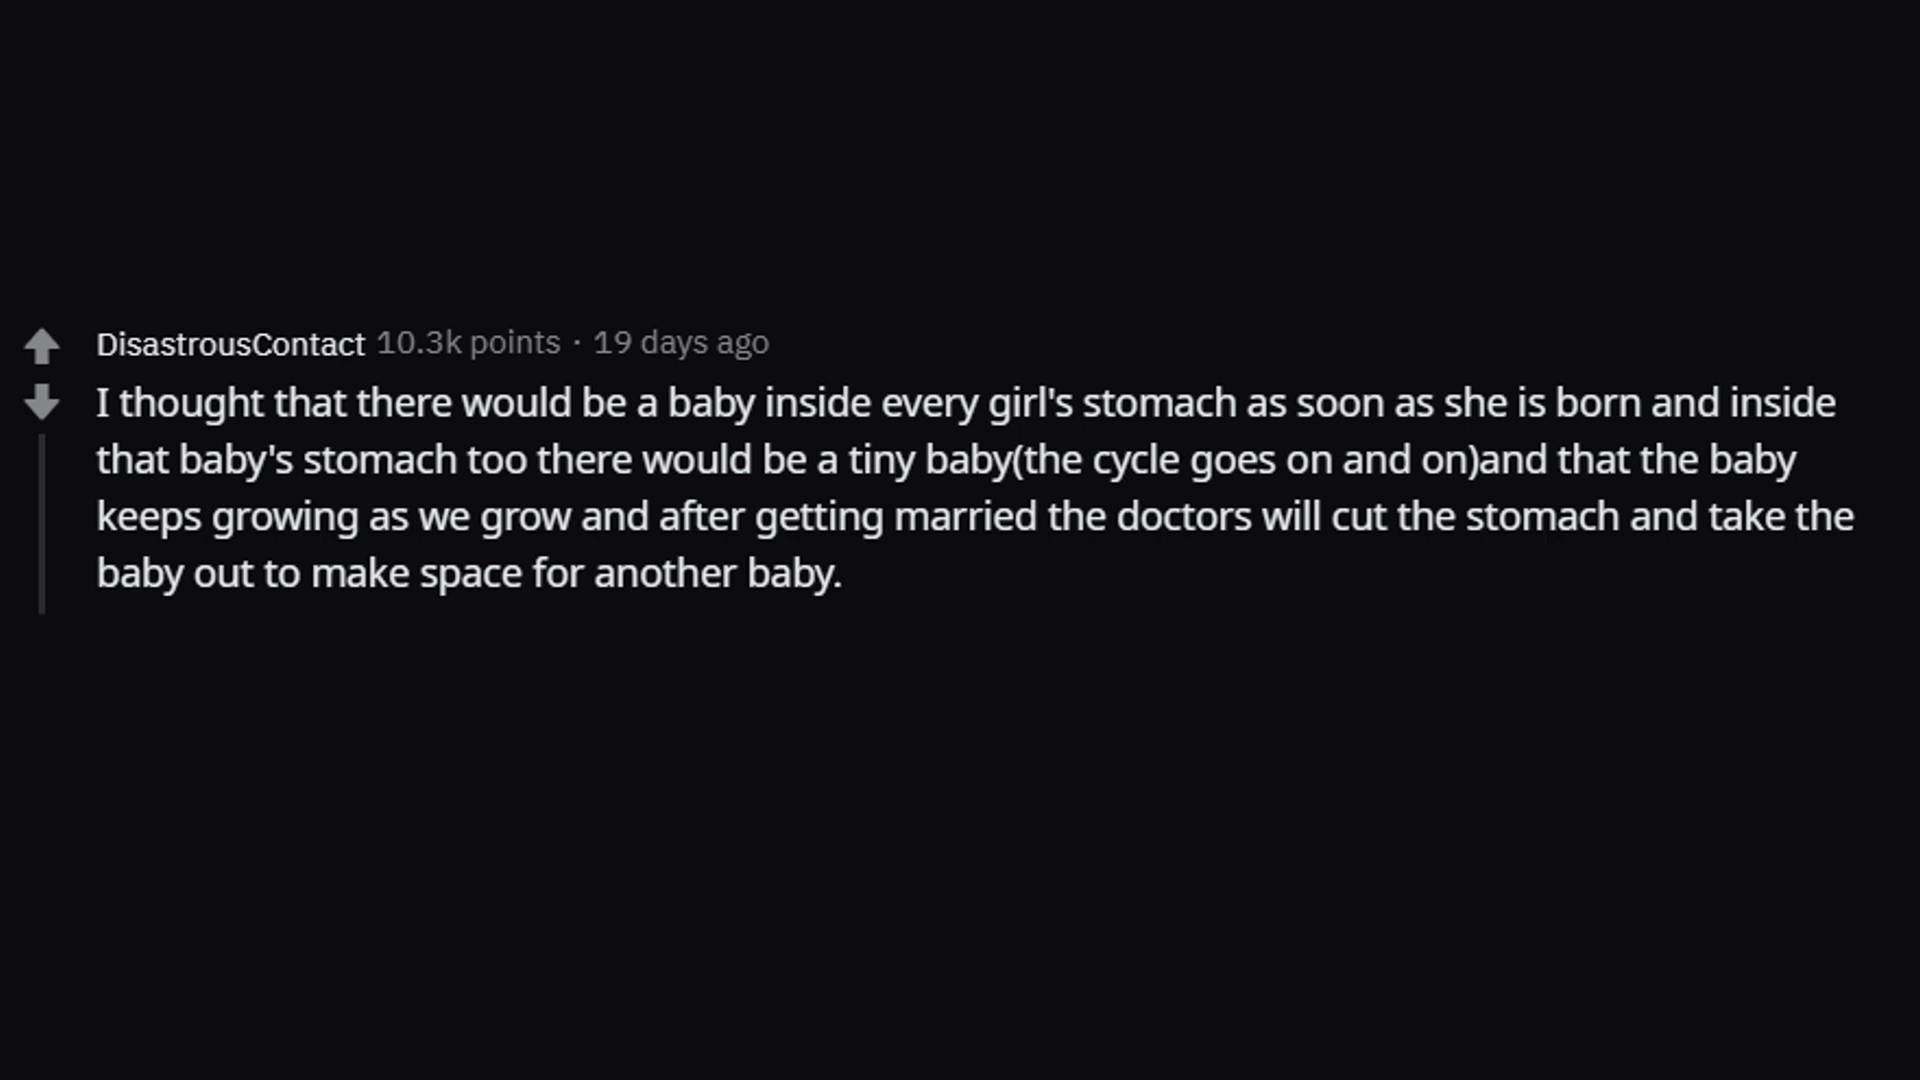 DisastrousContact 10.3k points · 19 days ago
I thought that there would be a baby inside every girl's stomach as soon as she is born and inside
that baby's stomach too there would be a tiny baby(the cycle goes on and on)and that the baby
keeps growing as we grow and after getting married the doctors will cut the stomach and take the
baby out to make space for another baby.